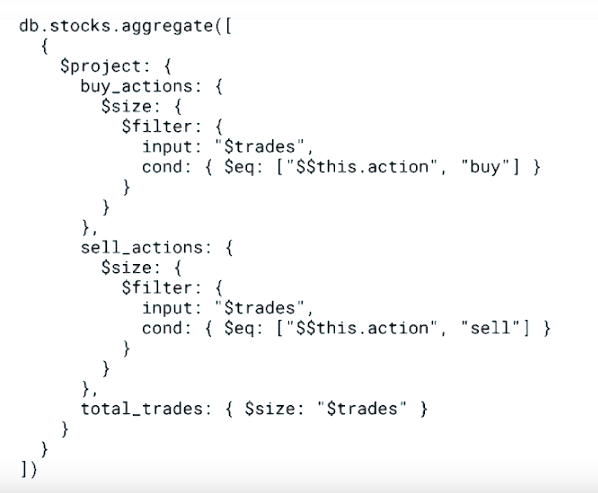 db.stocks.aggregate([
  {
    $project: {
      buy_actions: {
        $size: {
          $filter: {
            input: "$trades",
            cond: { $eq: ["$$this.action", "buy"] }
          }
        }
      },
      sell_actions: {
        $size: {
          $filter: {
            input: "$trades",
            cond: { $eq: ["$$this.action", "sell"] }
          }
        }
      },
      total_trades: { $size: "$trades" }
    }
  }
])